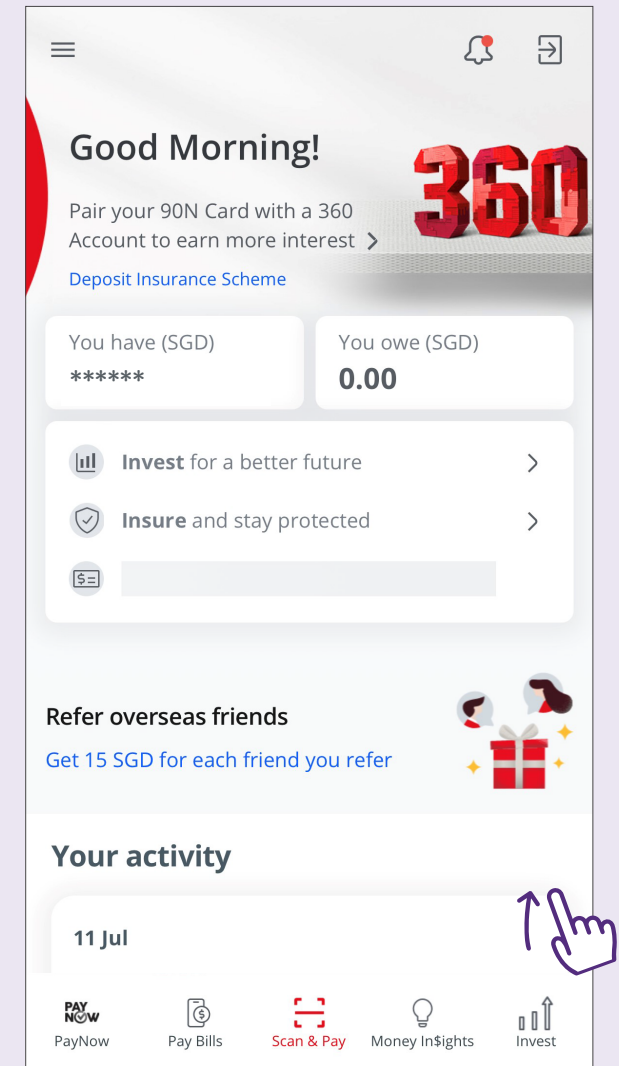 Good Morning!
360
Pair your 90N Card with a 360
Account to earn more interest
Deposit Insurance Scheme
You have (SGD)
******
You owe (SGD)
0.00
Invest for a better future
Insure and stay protected
Refer overseas friends
Get 15 SGD for each friend you refer
Your activity
11 Jul
PAY
NOW
PayNow
Pay Bills
Scan & Pay
Money In$ights
Invest